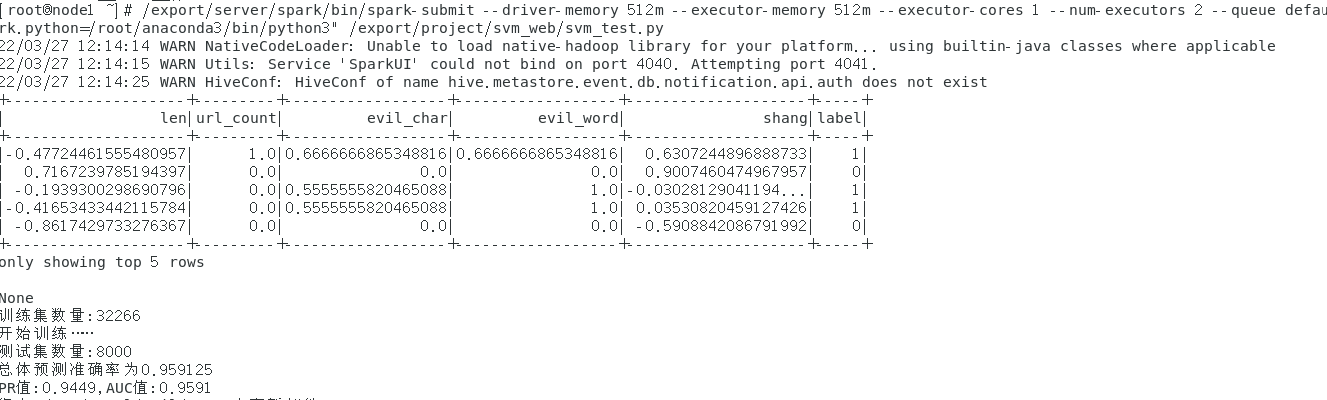 [root@node1 ~]# /export/server/spark/bin/spark-submit --driver-memory 512m --executor-memory 512m --executor-cores 1 --num-executors 2 --queue defau
rk.python=/root/anaconda3/bin/python3" /export/project/svm_web/svm_test.py
22/03/27 12:14:14 WARN NativeCodeLoader: Unable to load native-hadoop library for your platform... using builtin-java classes where applicable
22/03/27 12:14:15 WARN Utils: Service 'SparkUI' could not bind on port 4040. Attempting port 4041.
22/03/27 12:14:25 WARN HiveConf: HiveConf of name hive.metastore.event.db.notification.api.auth does not exist
+--------------------+---------+------------------+------------------+--------------------+-----+
| len|url_count| evil_char| evil_word| shang|label|
+--------------------+---------+------------------+------------------+--------------------+-----+
|-0.47724461555480957| 1.0|0.6666666865348816|0.6666666865348816| 0.6307244896888733| 1|
| 0.7167239785194397| 0.0| 0.0| 0.0| 0.9007460474967957| 0|
| -0.1939300298690796| 0.0|0.5555555820465088| 1.0|-0.03028129041194...| 1|
|-0.41653433442115784| 0.0|0.5555555820465088| 1.0| 0.03530820459127426| 1|
| -0.8617429733276367| 0.0| 0.0| 0.0| -0.5908842086791992| 0|
+--------------------+---------+------------------+------------------+--------------------+-----+
only showing top 5 rows
None
训练集数量:32266
开始训练·····
测试集数量:8000
总体预测准确率为0.959125
PR值:0.9449,AUC值:0.9591